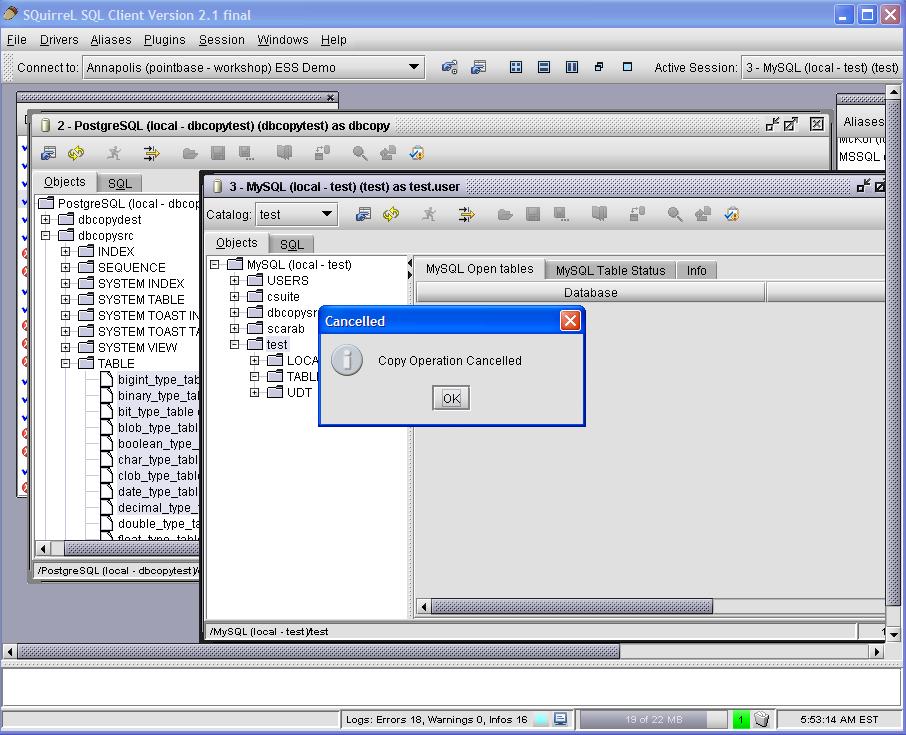 SQuirreL SQL Client Version 2.1 final
File Drivers Aliases Plugins Session Windows Help
Connect to: Annapolis (pointbase - workshop) ESS Demo Active Session: 3 - MySQL (local - test) (test)
Aliases
2 - PostgreSQL (local - dbcopytest) (dbcopytest) as dbcopy
MSSQL
Objects SQL
PostgreSQL (local - dbcop
dbcopydest
dbcopysrc
INDEX
SEQUENCE
SYSTEM INDEX
SYSTEM TABLE
SYSTEM TOAST IN
SYSTEM TOAST TA
SYSTEM VIEW
TABLE
bigint_type_tab
binary_type_ta
bit_type_table
blob_type_tabl
boolean_type_
char_type_tabl
clob_type_tabl
date_type_tabl
decimal_type_
double_type_ta
float_type_tabl
/PostgreSQL (local - dbcopytest)/
3 - MySQL (local - test) (test) as test.user
Catalog: test
Objects SQL
MySQL (local - test)
USERS
csuite
dbcopysr
scarab
test
LOCA
TABL
UDT
MySQL Open tables MySQL Table Status Info
Database
Cancelled
Copy Operation Cancelled
OK
/MySQL (local - test)/test
Logs: Errors 18, Warnings 0, Infos 16 19 of 22 MB 1 5:53:14 AM EST